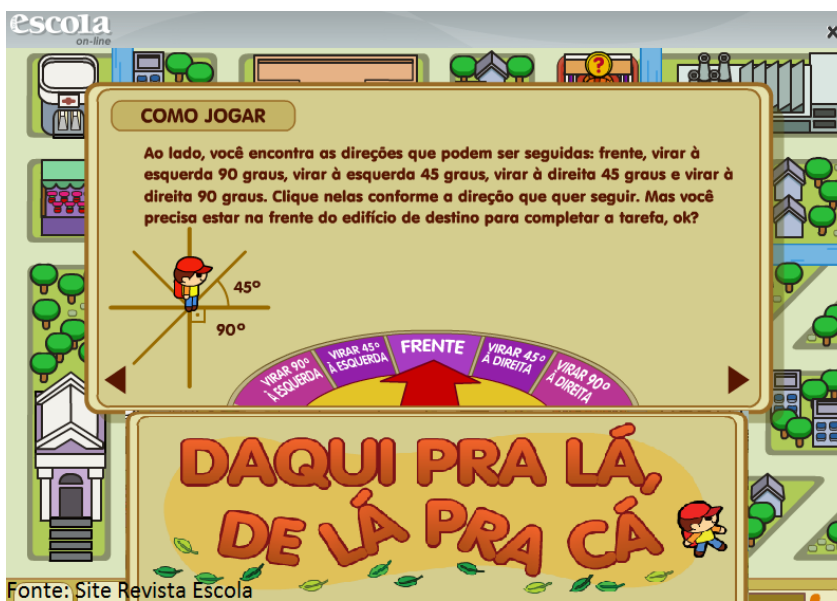 escola
on-line
COMO JOGAR
Ao lado, você encontra as direções que podem ser seguidas: frente, virar à
esquerda 90 graus, virar à esquerda 45 graus, virar à direita 45 graus e virar à
direita 90 graus. Clique nelas conforme a direção que quer seguir. Mas você
precisa estar na frente do edifício de destino para completar a tarefa, ok?
45º
90º
VIRAR 90º
À ESQUERDA
VIRAR 45º
À ESQUERDA
FRENTE
VIRAR 45º
À DIREITA
VIRAR 90º
À DIREITA
DAQUI PRA LÁ,
DE LÁ PRA CÁ
Fonte: Site Revista Escola